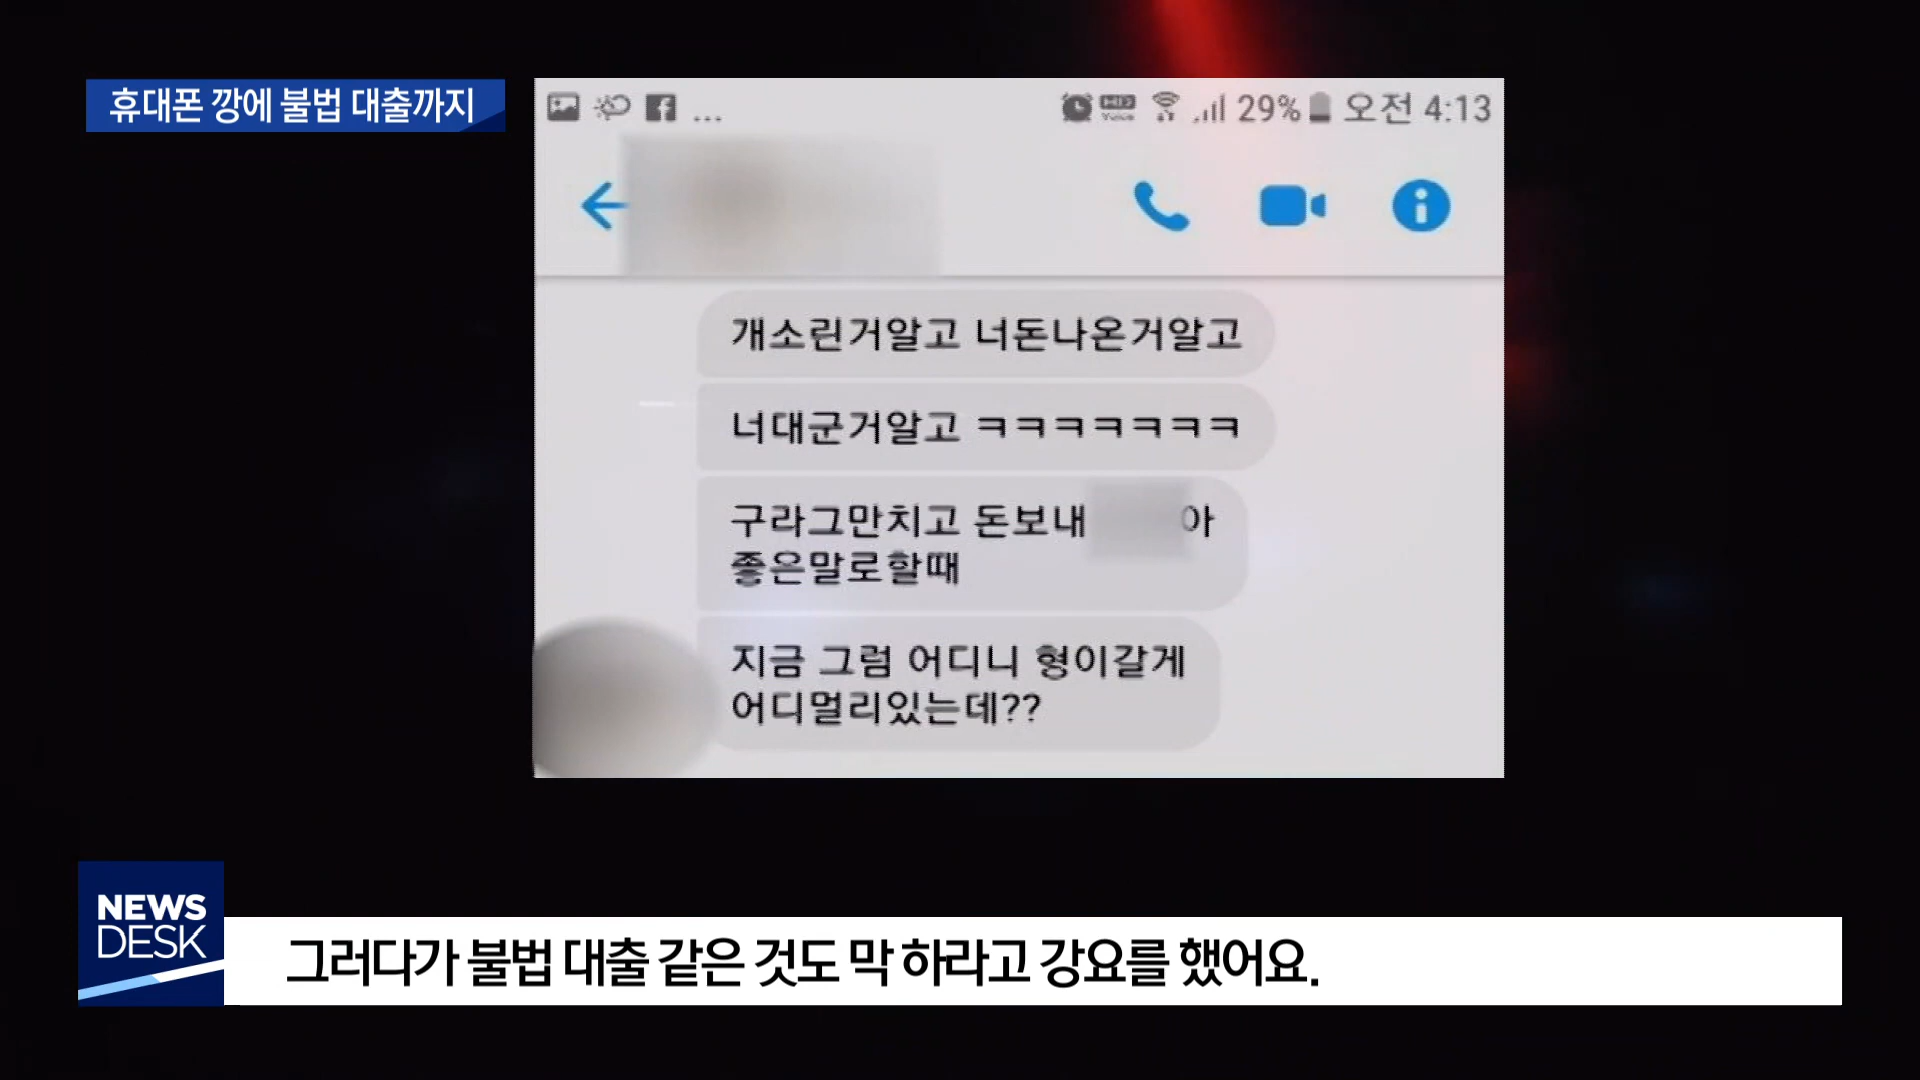 휴대폰 깡에 불법 대출까지
... 29% 오전 4:13
개소린거알고 너돈나온거알고
너대군거알고 ㅋㅋㅋㅋㅋㅋㅋ
구라그만치고 돈보내 아
좋은말로할때
지금 그럼 어디니 형이갈게
어디멀리있는데??
NEWS
DESK
그러다가 불법 대출 같은 것도 막 하라고 강요를 했어요.